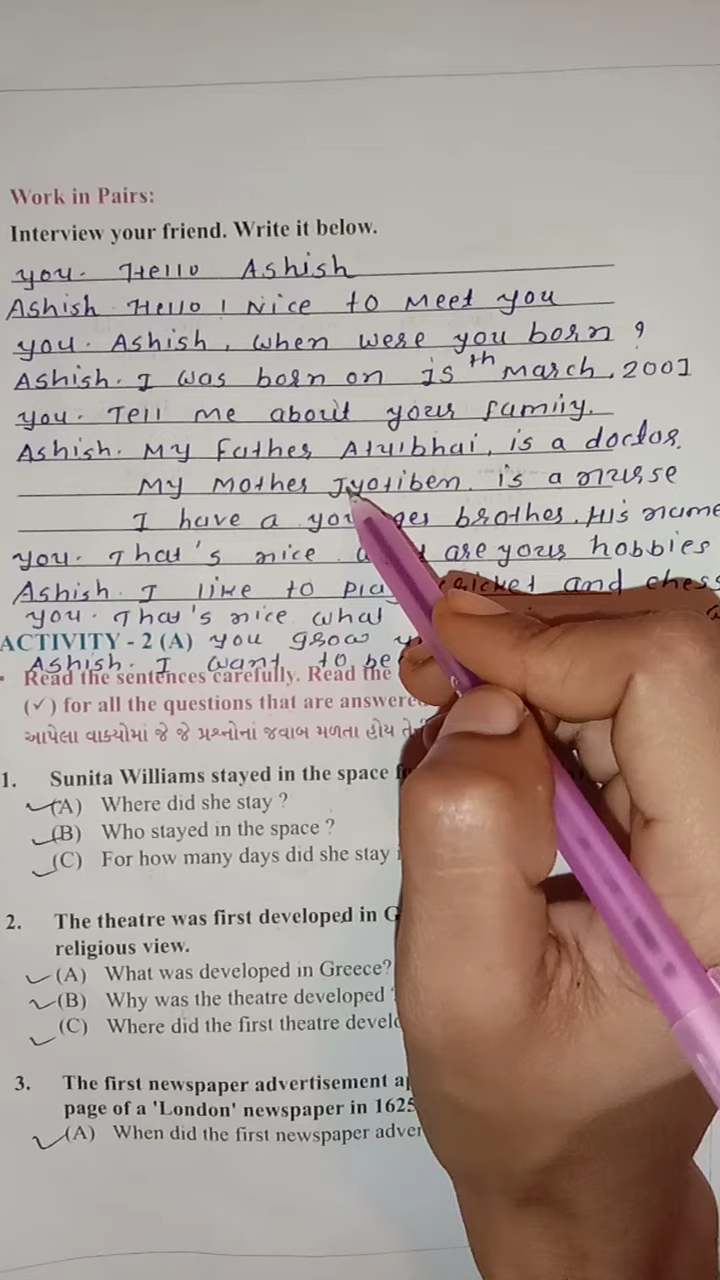 Work in Pairs:
Interview your friend. Write it below.
you. Hello Ashish
Ashish Hello! Nice to Meet you
you. Ashish, when were you born?
Ashish. I was born on 15th March, 2001
you. Tell me about your family.
Ashish. My Father Atulbhai, is a doctor.
My Mother Jyotiben. is a nurse
I have a brother. His name
you. That's nice are your hobbies
Ashish. I like to cricket and chess
you. That's nice what
ACTIVITY - 2 (A) you grow
Ashish. I want to be
• Read the sentences carefully. Read the
(✓) for all the questions that are answere
આપેલા વાક્યોમાં જે જે પ્રશ્નોનાં જવાબ મળતા હોય
1. Sunita Williams stayed in the space
(A) Where did she stay ?
(B) Who stayed in the space ?
(C) For how many days did she stay
2. The theatre was first developed in G
religious view.
(A) What was developed in Greece?
(B) Why was the theatre developed
(C) Where did the first theatre devel
3. The first newspaper advertisement
page of a 'London' newspaper in 1625
(A) When did the first newspaper adver